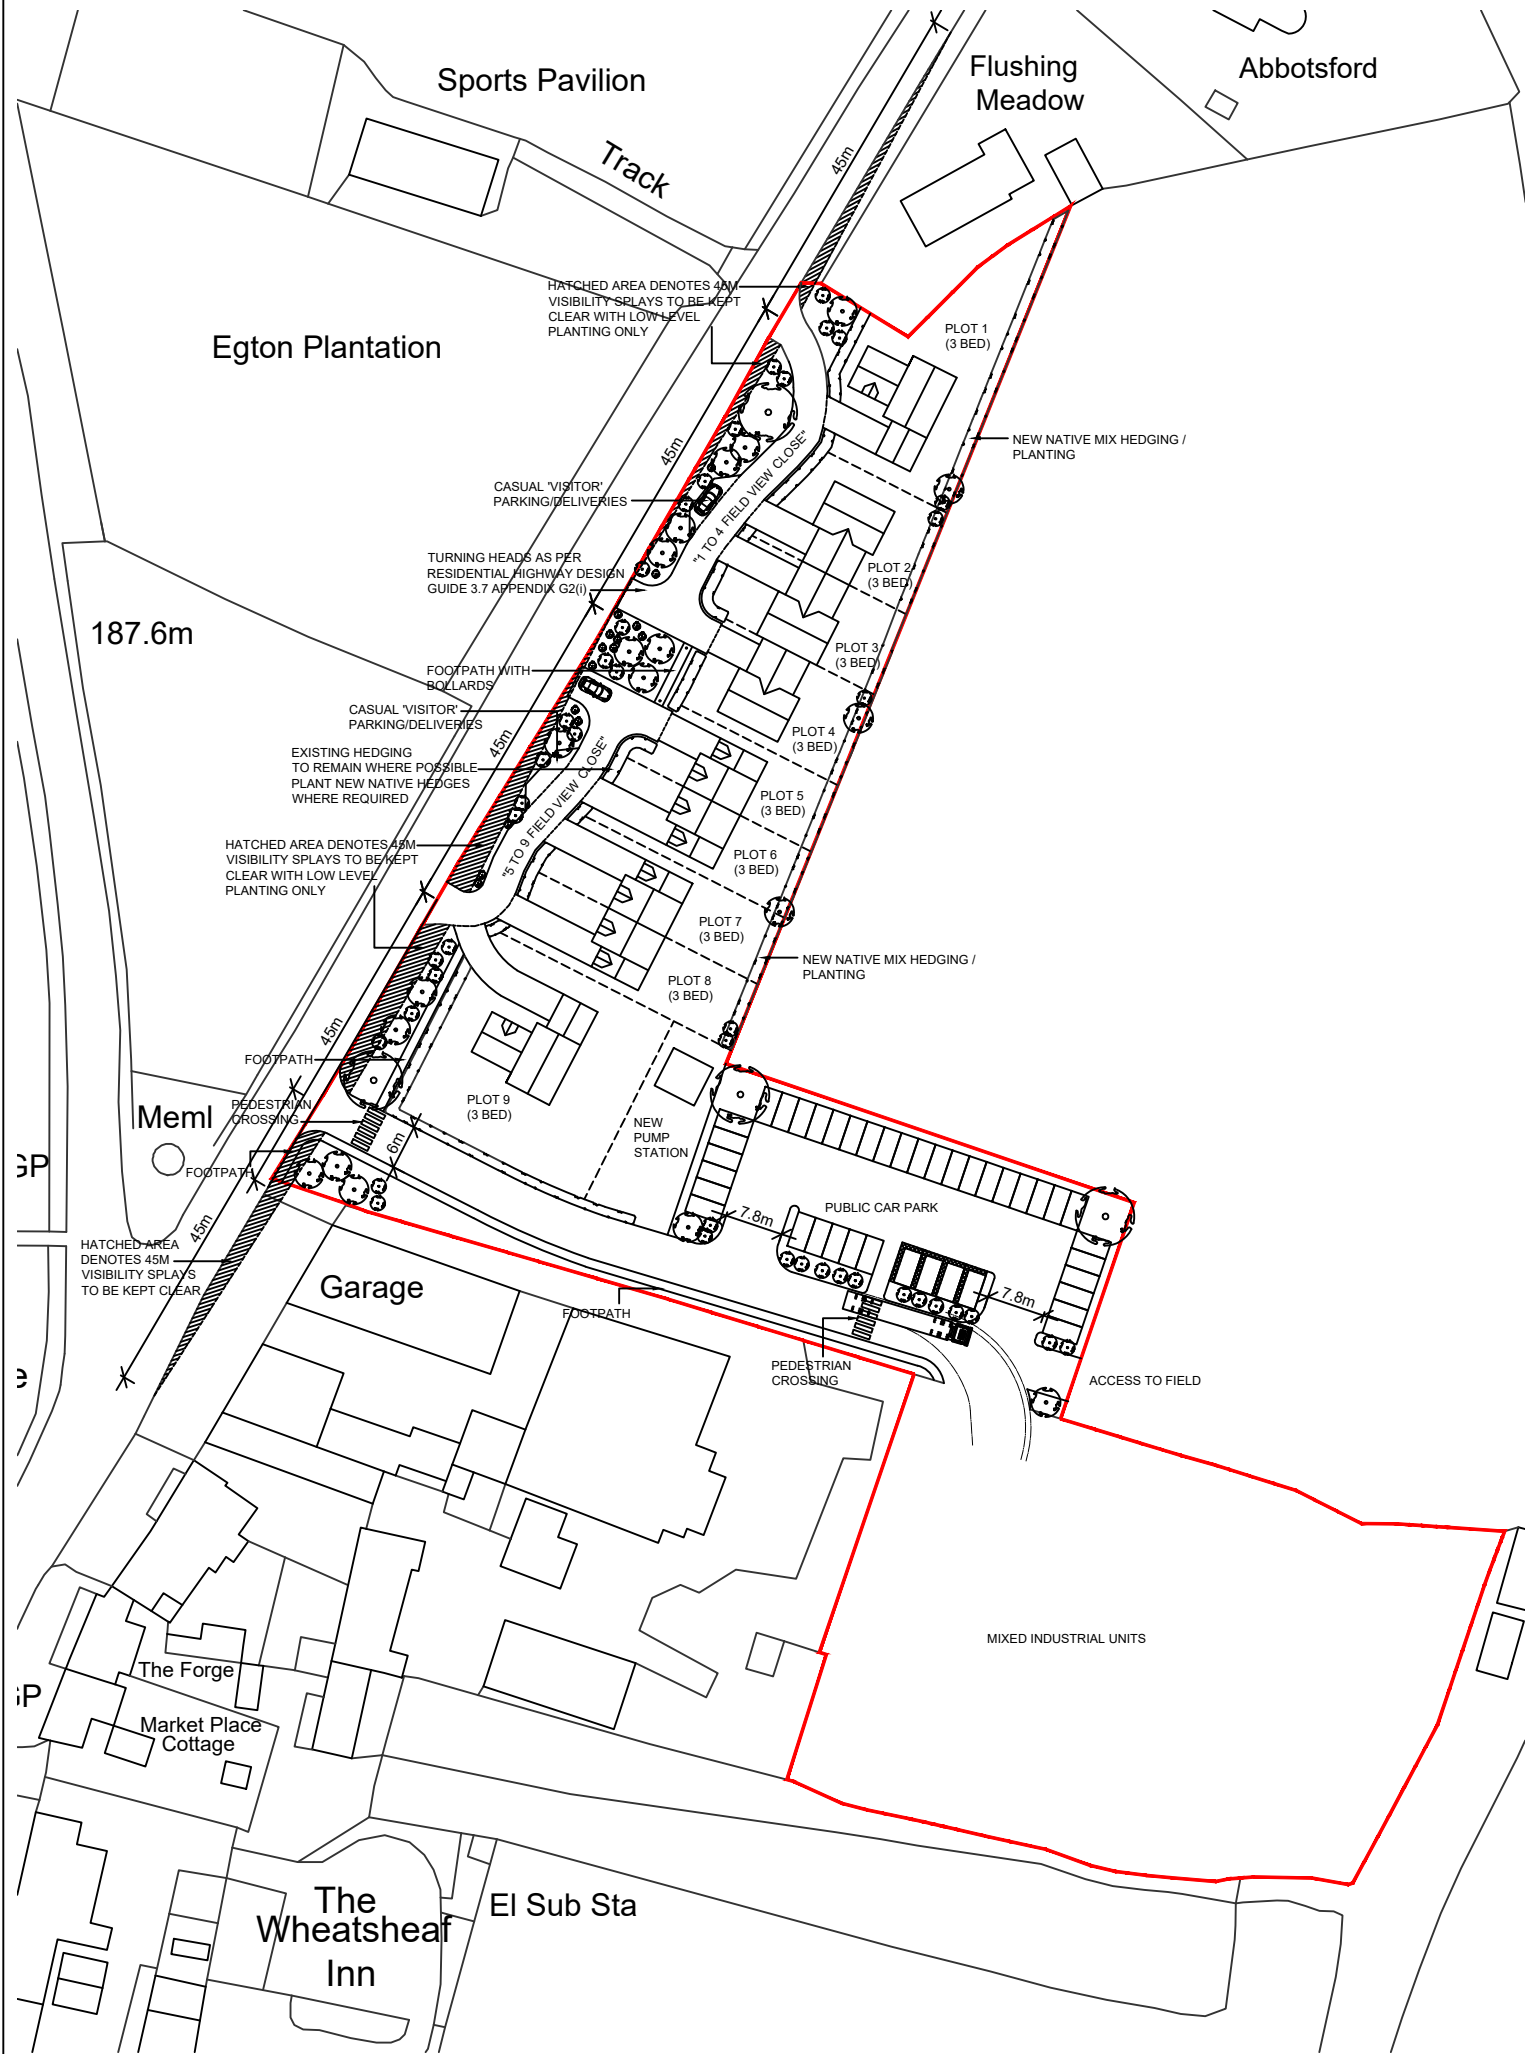 Sports Pavilion
Flushing
Meadow
Abbotsford
Track
45m
HATCHED AREA DENOTES 45M
VISIBILITY SPLAYS TO BE KEPT
CLEAR WITH LOW LEVEL
PLANTING ONLY
Egton Plantation
PLOT 1
(3 BED)
45m
NEW NATIVE MIX HEDGING /
PLANTING
CASUAL 'VISITOR'
PARKING/DELIVERIES
"1 TO 4 FIELD VIEW CLOSE"
TURNING HEADS AS PER
RESIDENTIAL HIGHWAY DESIGN
GUIDE 3.7 APPENDIX G2(i)
PLOT 2
(3 BED)
187.6m
PLOT 3
(3 BED)
FOOTPATH WITH
BOLLARDS
CASUAL 'VISITOR'
PARKING/DELIVERIES
PLOT 4
(3 BED)
45m
EXISTING HEDGING
TO REMAIN WHERE POSSIBLE
PLANT NEW NATIVE HEDGES
WHERE REQUIRED
"5 TO 9 FIELD VIEW CLOSE"
PLOT 5
(3 BED)
HATCHED AREA DENOTES 45M
VISIBILITY SPLAYS TO BE KEPT
CLEAR WITH LOW LEVEL
PLANTING ONLY
PLOT 6
(3 BED)
PLOT 7
(3 BED)
NEW NATIVE MIX HEDGING /
PLANTING
PLOT 8
(3 BED)
45m
FOOTPATH
PLOT 9
(3 BED)
Meml
PEDESTRIAN
CROSSING
6m
NEW
PUMP
STATION
GP
FOOTPATH
PUBLIC CAR PARK
7.8m
45m
HATCHED AREA
DENOTES 45M
VISIBILITY SPLAYS
TO BE KEPT CLEAR
Garage
7.8m
FOOTPATH
PEDESTRIAN
CROSSING
ACCESS TO FIELD
e
MIXED INDUSTRIAL UNITS
The Forge
GP
Market Place
Cottage
The
Wheatsheaf
Inn
El Sub Sta